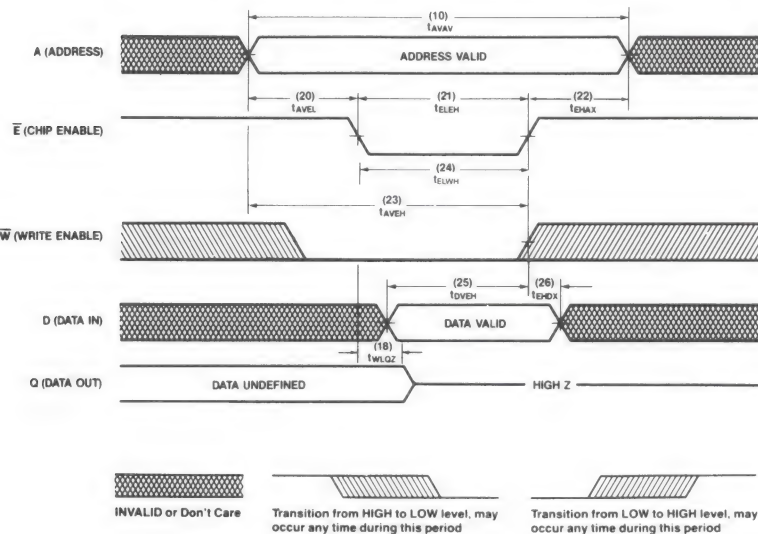 (10)
tAVAV
A (ADDRESS)
ADDRESS VALID
(20)
tAVEL
(21)
tELEH
(22)
tEHAX
E (CHIP ENABLE)
(24)
tELWH
(23)
tAVEH
W (WRITE ENABLE)
(25)
tDVEH
(26)
tEHDX
D (DATA IN)
DATA VALID
(18)
tWLQZ
Q (DATA OUT)
DATA UNDEFINED
HIGH Z
INVALID or Don't Care
Transition from HIGH to LOW level, may
occur any time during this period
Transition from LOW to HIGH level, may
occur any time during this period